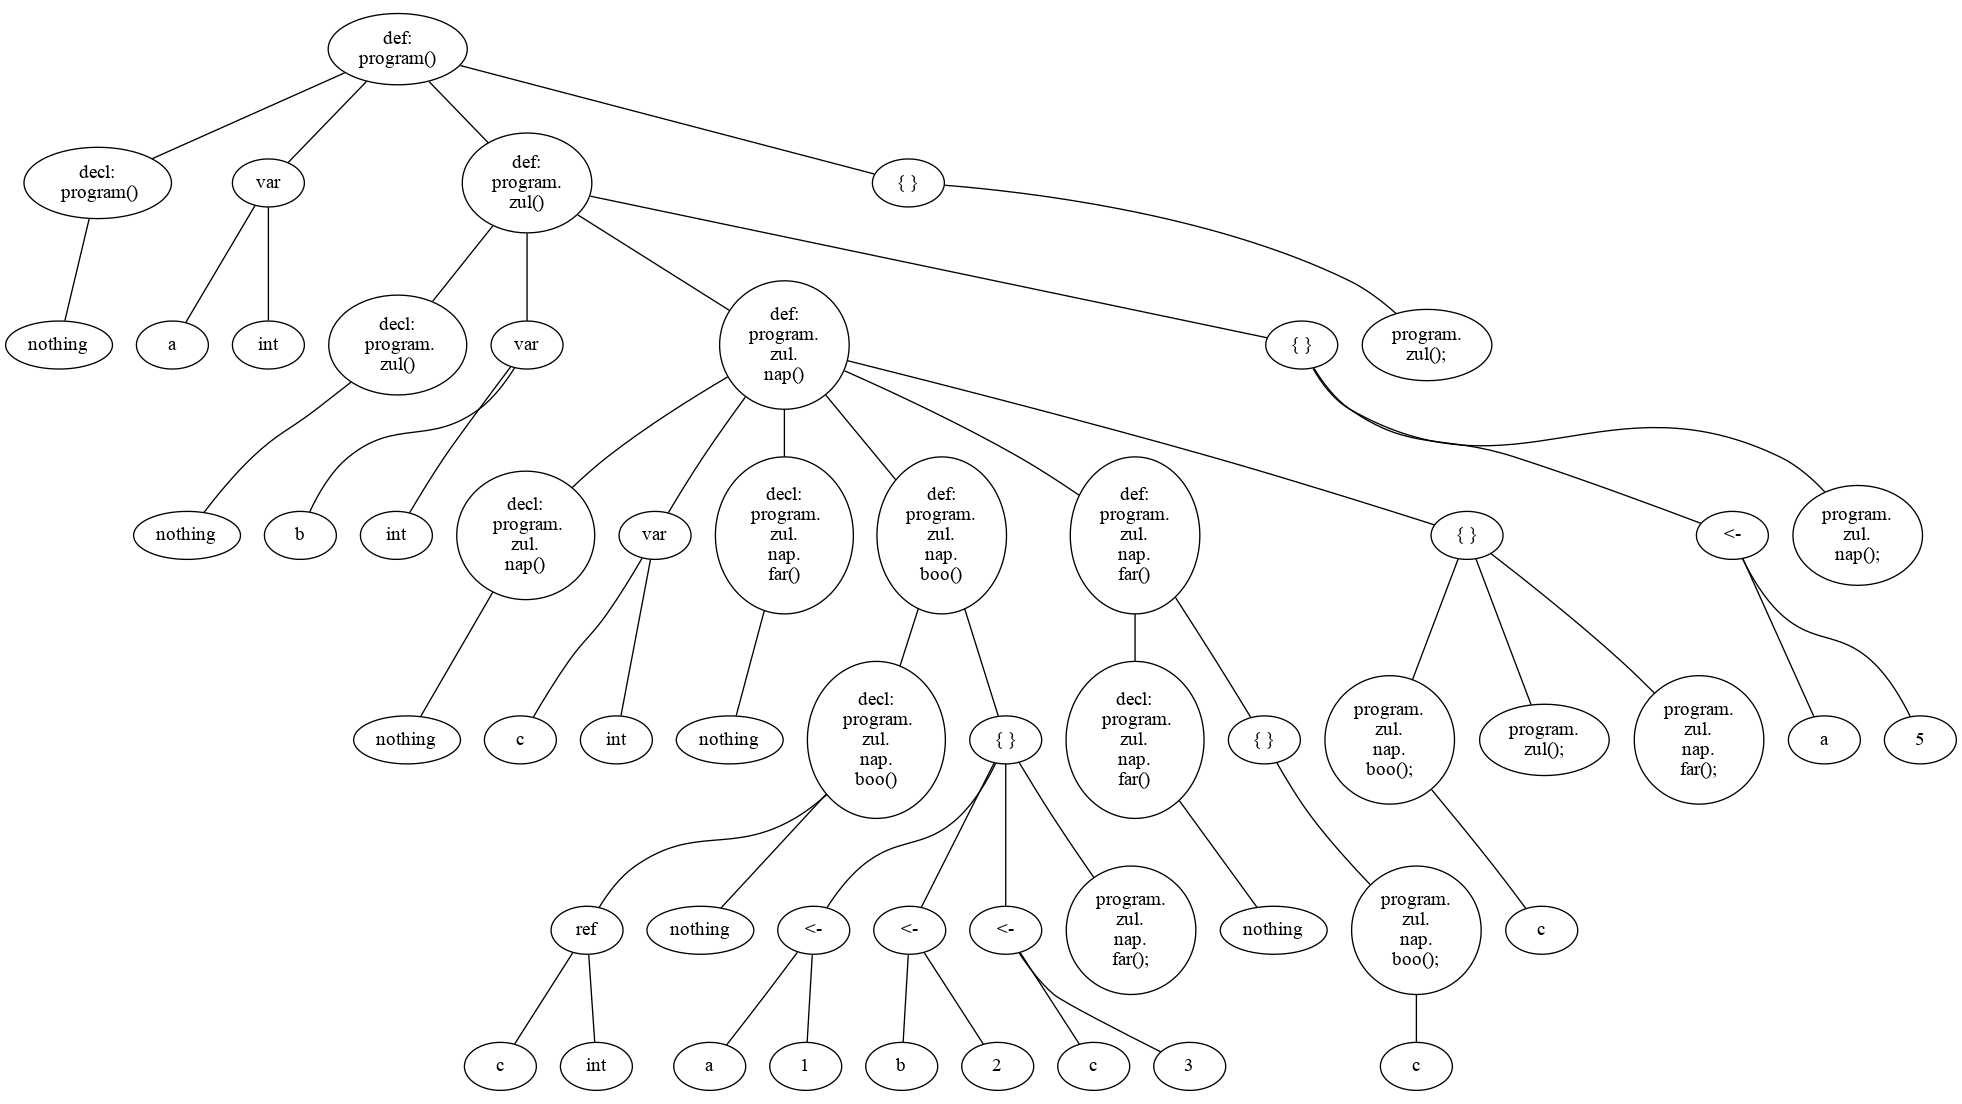 def:
program()
decl:
program()
var
def:
program.
zul()
{ }
nothing
a
int
decl:
program.
zul()
var
def:
program.
zul.
nap()
{ }
program.
zul();
nothing
b
int
decl:
program.
zul.
nap()
var
decl:
program.
zul.
nap.
far()
def:
program.
zul.
nap.
boo()
def:
program.
zul.
nap.
far()
{ }
<-
program.
zul.
nap();
nothing
c
int
nothing
decl:
program.
zul.
nap.
boo()
{ }
decl:
program.
zul.
nap.
far()
{ }
program.
zul.
nap.
boo();
program.
zul();
program.
zul.
nap.
far();
a
5
ref
nothing
<-
<-
<-
program.
zul.
nap.
far();
nothing
program.
zul.
nap.
boo();
c
c
int
a
1
b
2
c
3
c